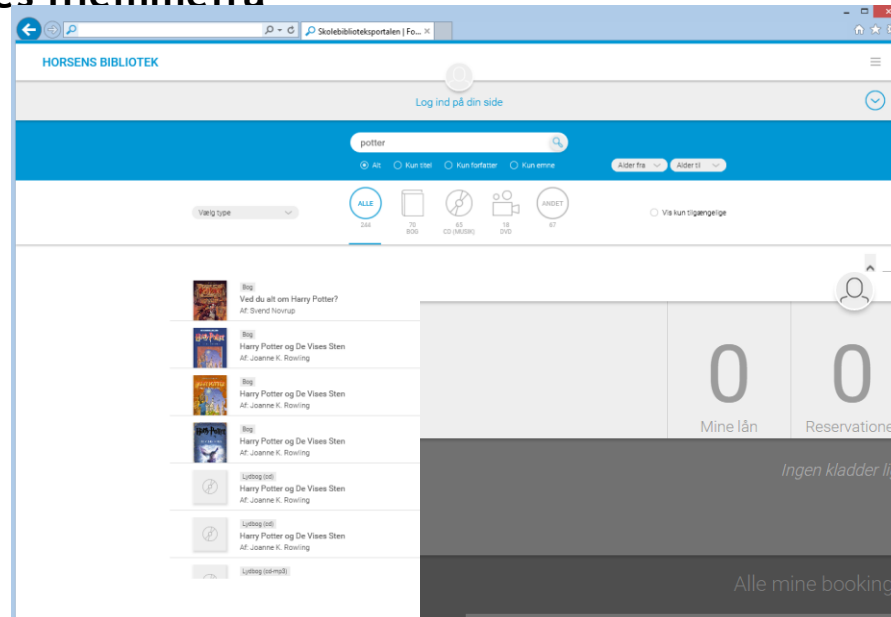 Skolebiblioteksportalen | Fo...
HORSENS BIBLIOTEK
Log ind på din side
potter
Alt Kun titel Kun forfatter Kun emne Alder fra Alder til
Vælg type
ALLE
244
70
BOG
65
CD (MUSIK)
18
DVD
ANDET
67
Vis kun tilgængelige
Bog
Ved du alt om Harry Potter?
Af: Svend Novrup
Bog
Harry Potter og De Vises Sten
Af: Joanne K. Rowling
Bog
Harry Potter og De Vises Sten
Af: Joanne K. Rowling
Bog
Harry Potter og De Vises Sten
Af: Joanne K. Rowling
Lydbog (cd)
Harry Potter og De Vises Sten
Af: Joanne K. Rowling
Lydbog (cd)
Harry Potter og De Vises Sten
Af: Joanne K. Rowling
Lydbog (cd-mp3)
0
Mine lån
0
Reservatione
Ingen kladder li
Alle mine booking